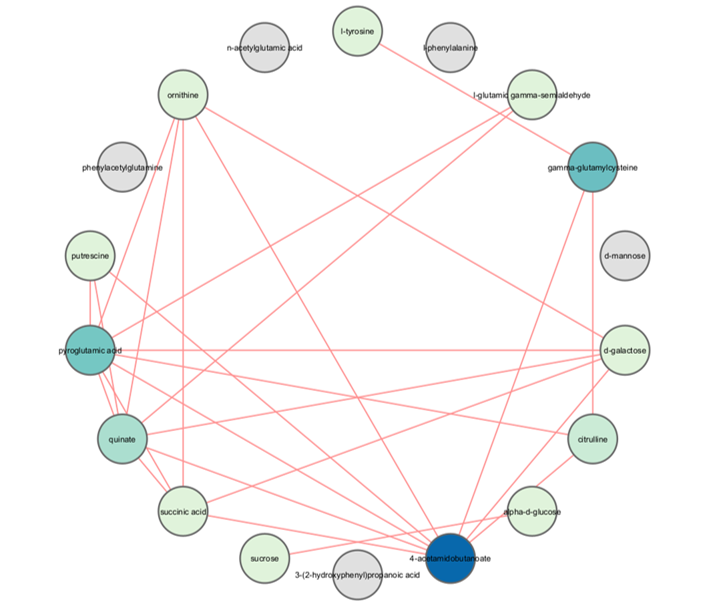 l-tyrosine
n-acetylglutamic acid
l-phenylalanine
ornithine
l-glutamic gamma-semialdehyde
phenylacetylglutamine
gamma-glutamylcysteine
putrescine
d-mannose
pyroglutamic acid
d-galactose
quinate
citrulline
succinic acid
alpha-d-glucose
sucrose
4-acetamidobutanoate
3-(2-hydroxyphenyl)propanoic acid